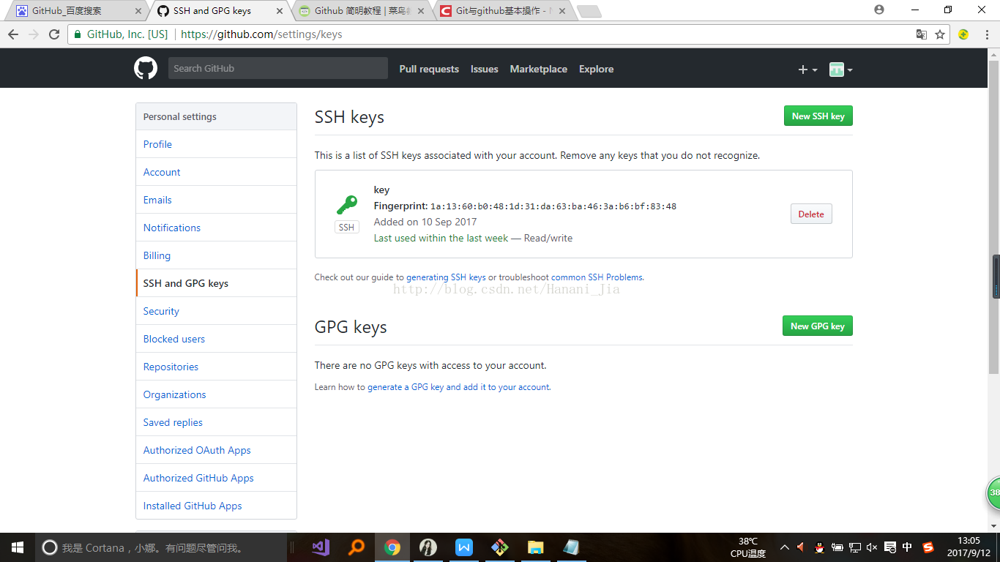 GitHub_百度搜索
SSH and GPG keys
Github 简明教程 | 菜鸟
Git与github基本操作 -
GitHub, Inc. [US]
https://github.com/settings/keys
Search GitHub
Pull requests
Issues
Marketplace
Explore
Personal settings
Profile
Account
Emails
Notifications
Billing
SSH and GPG keys
Security
Blocked users
Repositories
Organizations
Saved replies
Authorized OAuth Apps
Authorized GitHub Apps
Installed GitHub Apps
SSH keys
New SSH key
This is a list of SSH keys associated with your account. Remove any keys that you do not recognize.
key
Fingerprint: 1a:13:60:b0:48:1d:31:da:63:ba:46:3a:b6:bf:83:48
Added on 10 Sep 2017
Last used within the last week — Read/write
SSH
Delete
Check out our guide to generating SSH keys or troubleshoot common SSH Problems.
http://blog.csdn.net/Hanani_Jia
GPG keys
New GPG key
There are no GPG keys with access to your account.
Learn how to generate a GPG key and add it to your account.
38
我是 Cortana，小娜。有问题尽管问我。
38℃
CPU温度
中
13:05
2017/9/12